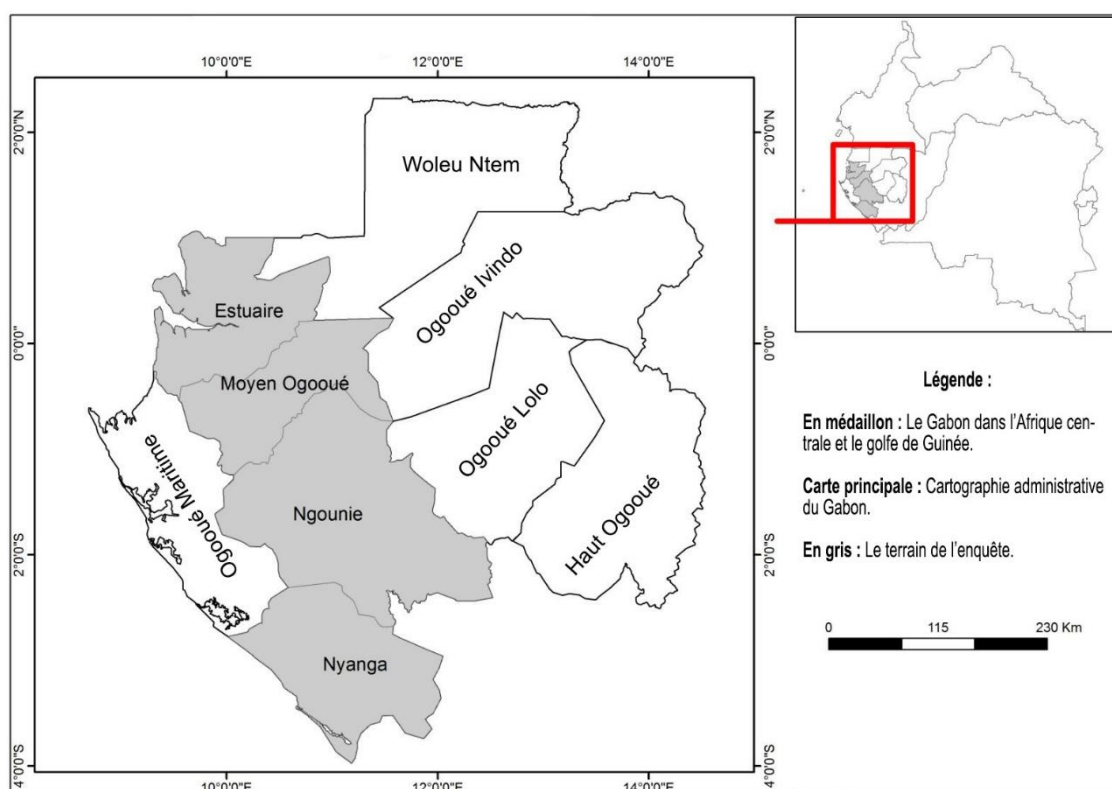 10°0'0"E
12°0'0"E
14°0'0"E
2°0'0"N
0°0'0"
2°0'0"S
4°0'0"S
Woleu Ntem
Ogooué Ivindo
Estuaire
Moyen Ogooué
Ogooué Lolo
Ogooué Maritime
Ngounie
Haut Ogooué
Nyanga
2°0'0"N
0°0'0"
2°0'0"S
4°0'0"S
10°0'0"E
12°0'0"E
14°0'0"E
Légende :
En médaillon : Le Gabon dans l'Afrique cen-
trale et le golfe de Guinée.
Carte principale : Cartographie administrative
du Gabon.
En gris : Le terrain de l'enquête.
0 115 230 Km